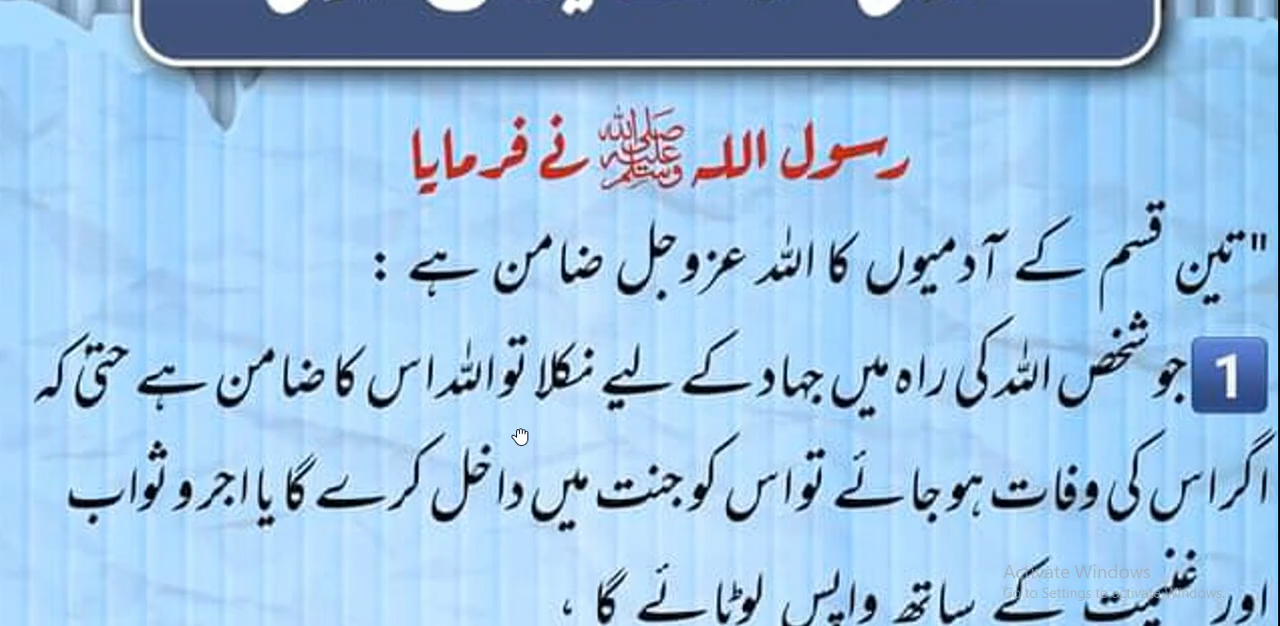 رسول اللہ ﷺ نے فرمایا
"تین قسم کے آدمیوں کا اللہ عزوجل ضامن ہے :
1 جو شخص اللہ کی راہ میں جہاد کے لیے نکلا تو اللہ اس کا ضامن ہے حتیٰ کہ
اگر اس کی وفات ہو جائے تو اس کو جنت میں داخل کرے گا یا اجر و ثواب
اور غنیمت کے ساتھ واپس لوٹائے گا ،
Activate Windows
Go to Settings to activate Windows.